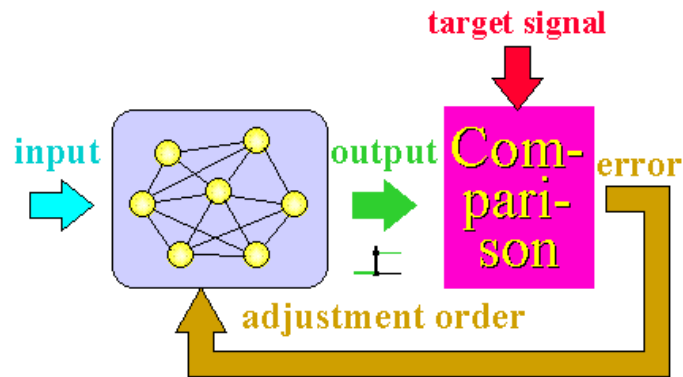 target signal
input
output
Com-
pari-
son
error
adjustment order